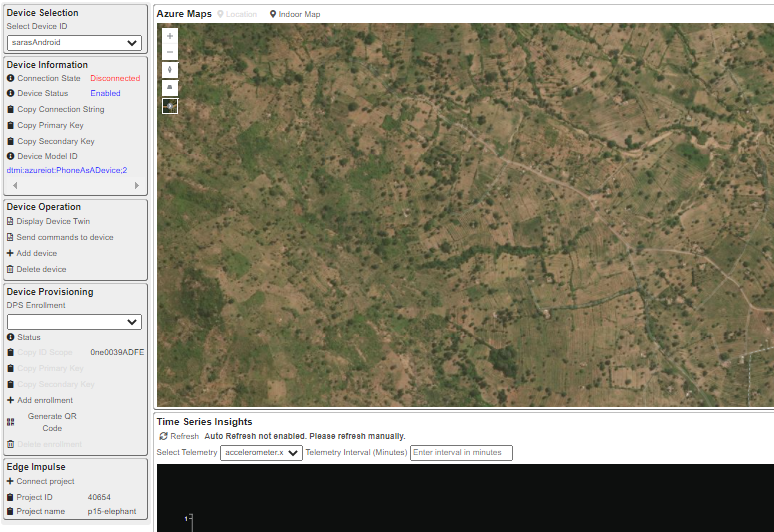 Device Selection
Select Device ID
sarasAndroid
Device Information
Connection State Disconnected
Device Status Enabled
Copy Connection String
Copy Primary Key
Copy Secondary Key
Device Model ID
dtmi:azureiot:PhoneAsADevice;2
Device Operation
Display Device Twin
Send commands to device
Add device
Delete device
Device Provisioning
DPS Enrollment
Status
Copy ID Scope 0ne0039ADFE
Copy Primary Key
Copy Secondary Key
Add enrollment
Generate QR
Code
Delete enrollment
Edge Impulse
Connect project
Project ID 40654
Project name p15-elephant
Azure Maps Location Indoor Map
Time Series Insights
Refresh Auto Refresh not enabled. Please refresh manually.
Select Telemetry accelerometer.x Telemetry Interval (Minutes) Enter interval in minutes
1